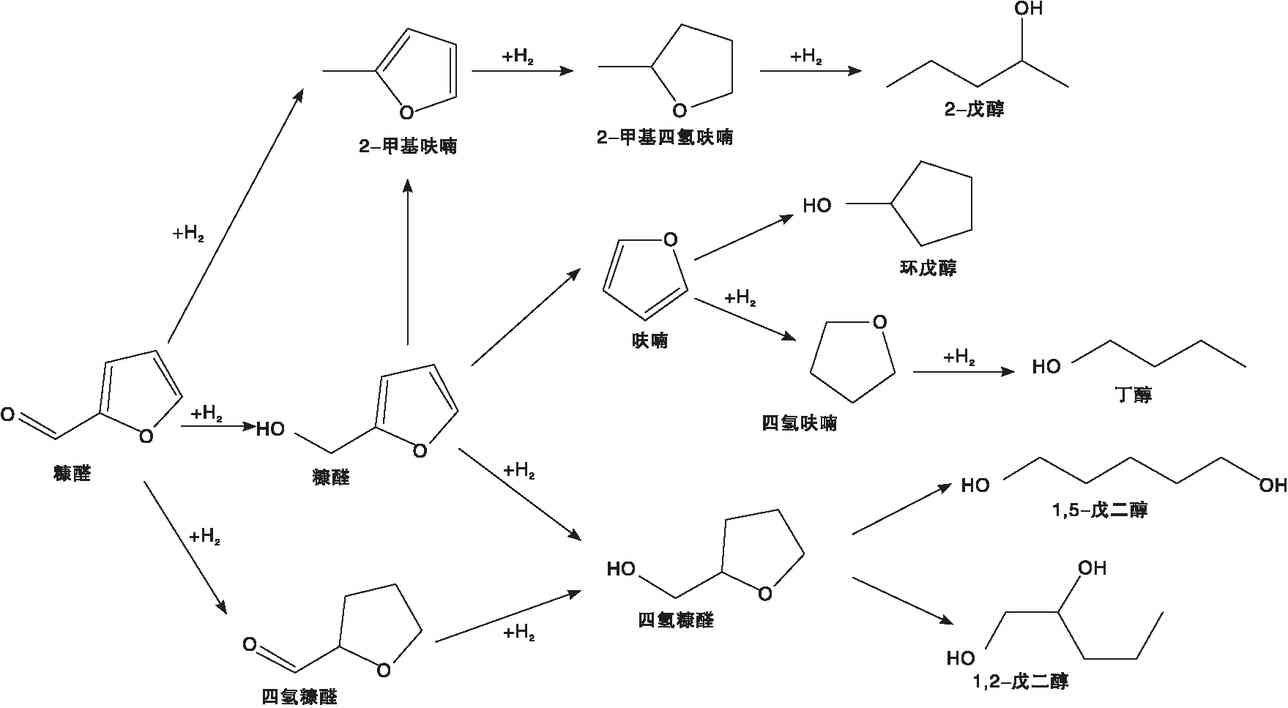 OH
+H₂
+H₂
O
2-戊醇
O
2-甲基呋喃
2-甲基四氢呋喃
HO
+H₂
O
环戊醇
+H₂
呋喃
O
+H₂
HO
丁醇
+H₂
四氢呋喃
O
HO
O
O
糠醛
糠醛
+H₂
HO
OH
1,5-戊二醇
+H₂
HO
OH
O
四氢糠醛
+H₂
O
O
HO
1,2-戊二醇
四氢糠醛